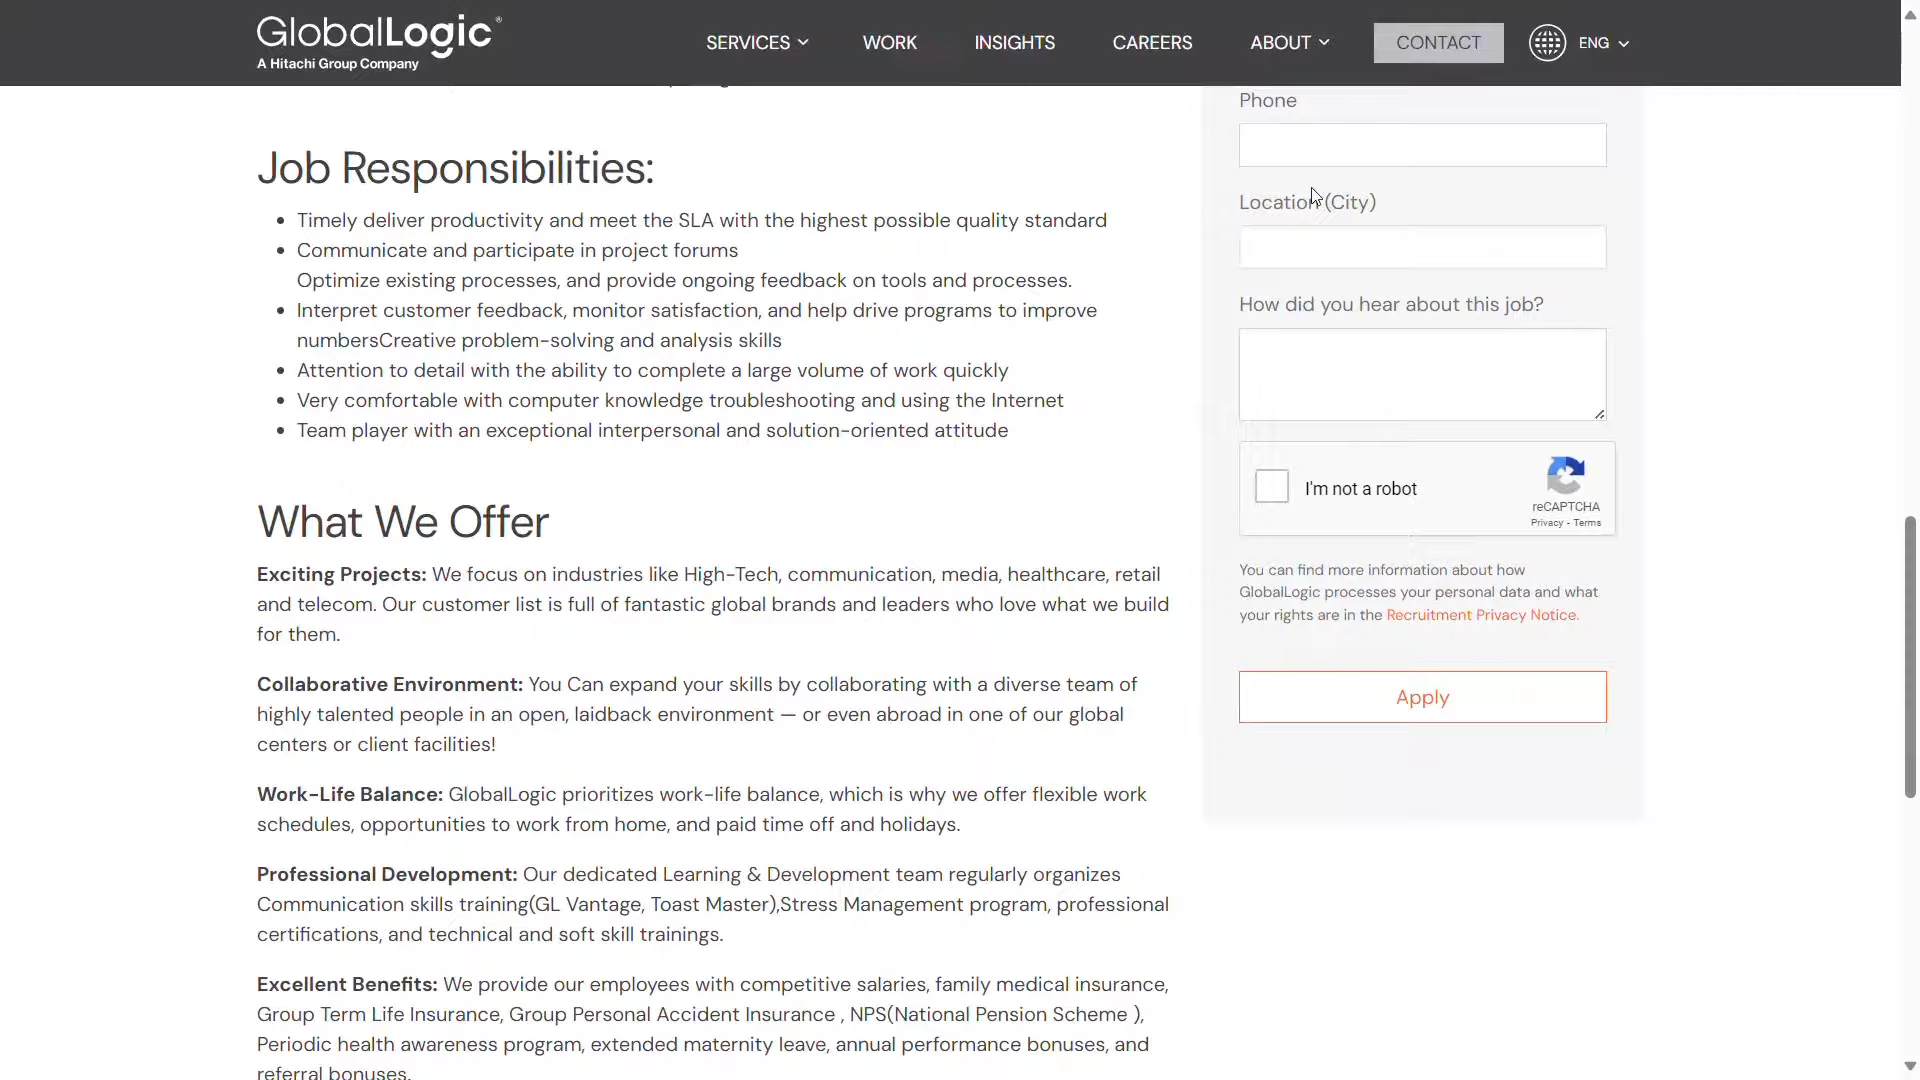 GlobalLogic®
A Hitachi Group Company
SERVICES
WORK
INSIGHTS
CAREERS
ABOUT
CONTACT
ENG
Job Responsibilities:
Timely deliver productivity and meet the SLA with the highest possible quality standard
Communicate and participate in project forums
Optimize existing processes, and provide ongoing feedback on tools and processes.
Interpret customer feedback, monitor satisfaction, and help drive programs to improve
numbersCreative problem-solving and analysis skills
Attention to detail with the ability to complete a large volume of work quickly
Very comfortable with computer knowledge troubleshooting and using the Internet
Team player with an exceptional interpersonal and solution-oriented attitude
What We Offer
Exciting Projects: We focus on industries like High-Tech, communication, media, healthcare, retail
and telecom. Our customer list is full of fantastic global brands and leaders who love what we build
for them.
Collaborative Environment: You Can expand your skills by collaborating with a diverse team of
highly talented people in an open, laidback environment — or even abroad in one of our global
centers or client facilities!
Work-Life Balance: GlobalLogic prioritizes work-life balance, which is why we offer flexible work
schedules, opportunities to work from home, and paid time off and holidays.
Professional Development: Our dedicated Learning & Development team regularly organizes
Communication skills training(GL Vantage, Toast Master),Stress Management program, professional
certifications, and technical and soft skill trainings.
Excellent Benefits: We provide our employees with competitive salaries, family medical insurance,
Group Term Life Insurance, Group Personal Accident Insurance , NPS(National Pension Scheme ),
Periodic health awareness program, extended maternity leave, annual performance bonuses, and
referral bonuses.
Phone
Location (City)
How did you hear about this job?
I'm not a robot
reCAPTCHA
Privacy - Terms
You can find more information about how
GlobalLogic processes your personal data and what
your rights are in the Recruitment Privacy Notice.
Apply